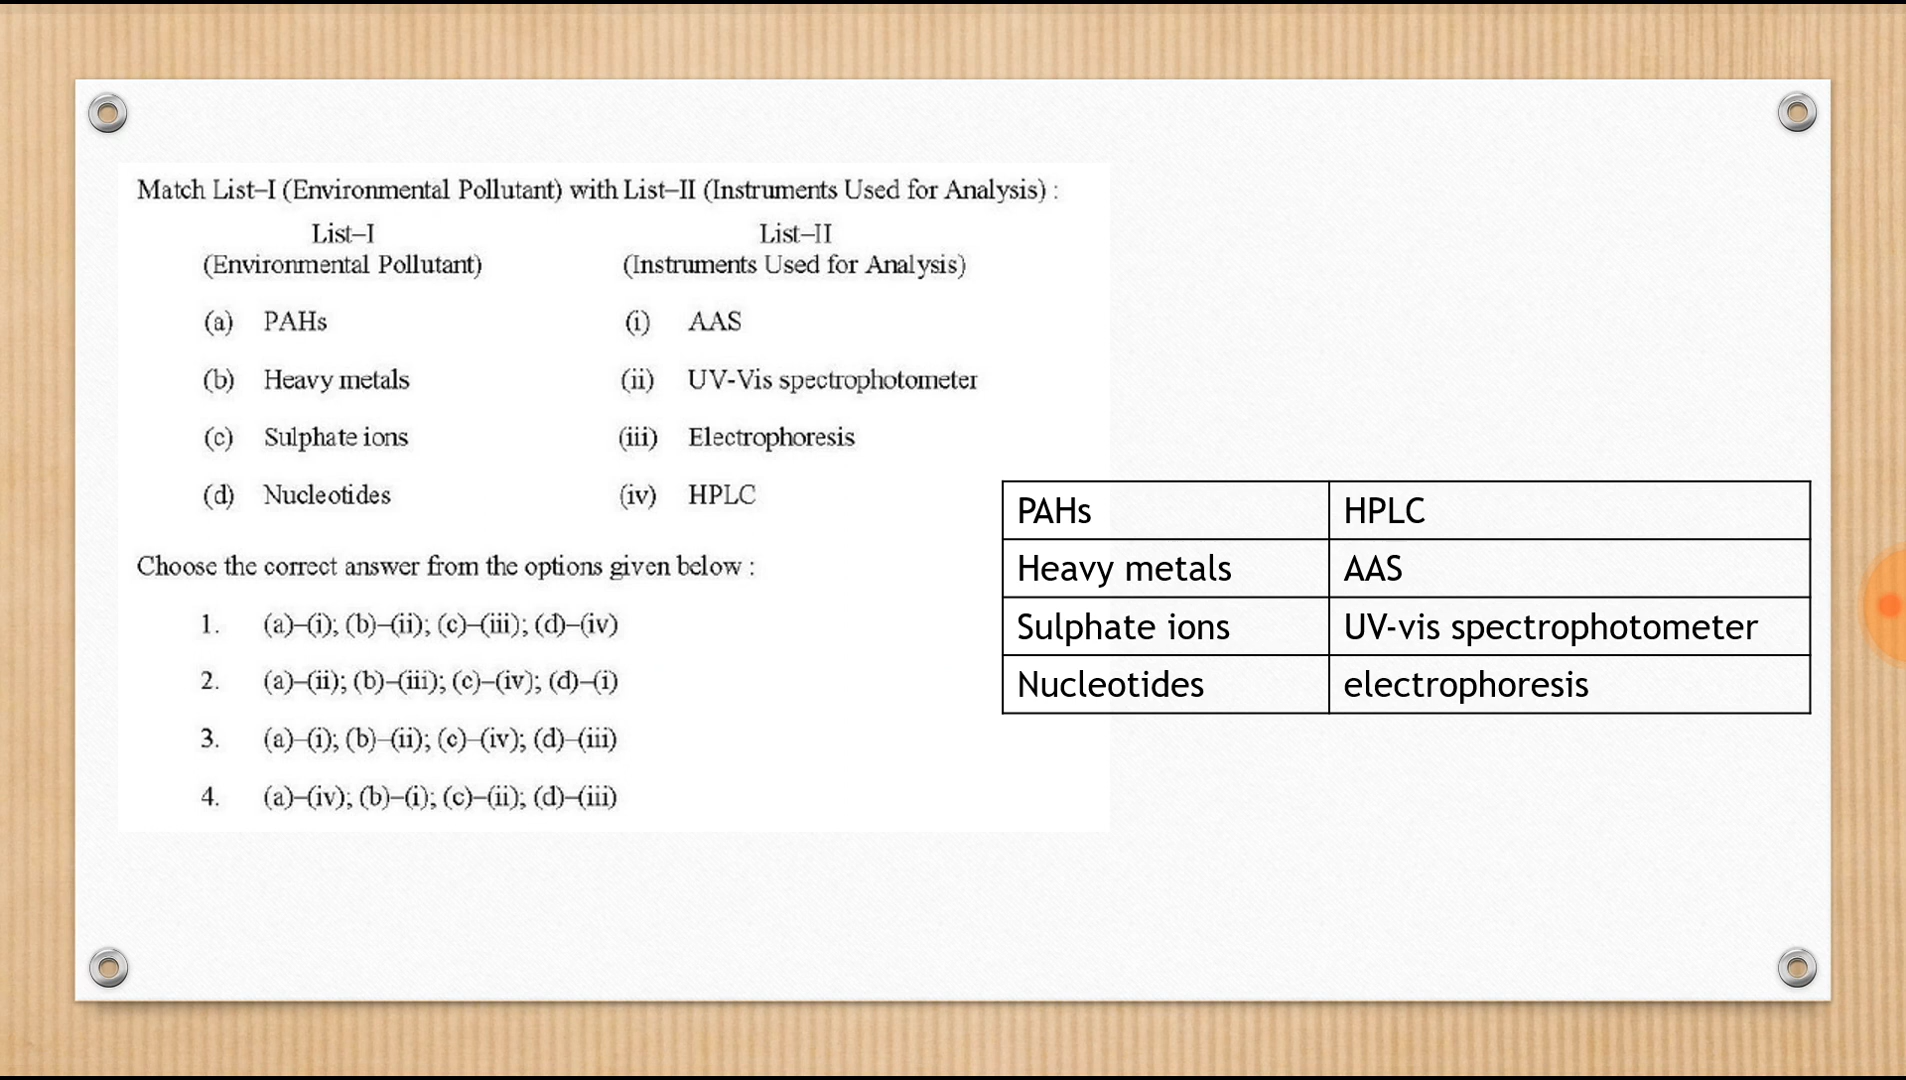 Match List–I (Environmental Pollutant) with List–II (Instruments Used for Analysis) :
List–I List–II
(Environmental Pollutant) (Instruments Used for Analysis)
(a) PAHs (i) AAS
(b) Heavy metals (ii) UV-Vis spectrophotometer
(c) Sulphate ions (iii) Electrophoresis
(d) Nucleotides (iv) HPLC
Choose the correct answer from the options given below :
1. (a)–(i); (b)–(ii); (c)–(iii); (d)–(iv)
2. (a)–(ii); (b)–(iii); (c)–(iv); (d)–(i)
3. (a)–(i); (b)–(ii); (c)–(iv); (d)–(iii)
4. (a)–(iv); (b)–(i); (c)–(ii); (d)–(iii)
PAHs HPLC
Heavy metals AAS
Sulphate ions UV-vis spectrophotometer
Nucleotides electrophoresis